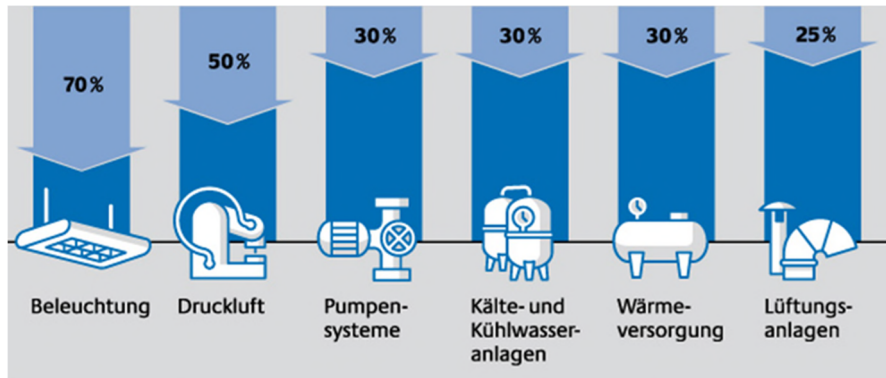 70%
50%
30%
30%
30%
25%
Beleuchtung
Druckluft
Pumpen-
systeme
Kälte- und
Kühlwasser-
anlagen
Wärme-
versorgung
Lüftungs-
anlagen